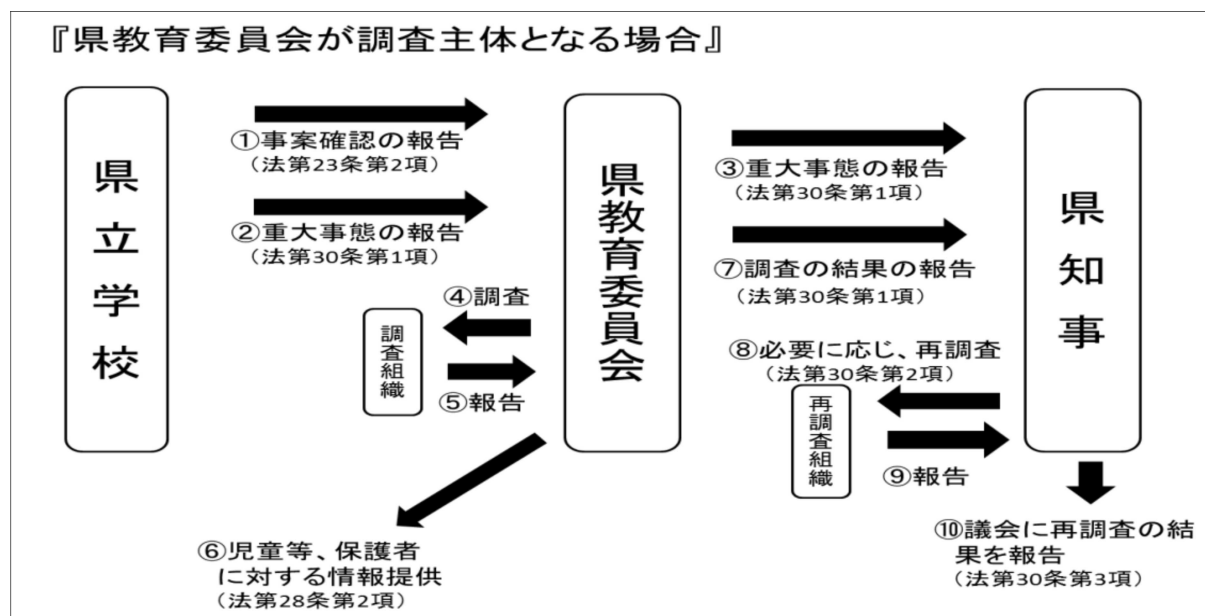 『県教育委員会が調査主体となる場合』
県立学校
①事案確認の報告
(法第23条第2項)
②重大事態の報告
(法第30条第1項)
④調査
調査組織
⑤報告
⑥児童等、保護者
に対する情報提供
(法第28条第2項)
県教育委員会
③重大事態の報告
(法第30条第1項)
⑦調査の結果の報告
(法第30条第1項)
⑧必要に応じ、再調査
(法第30条第2項)
再調査組織
⑨報告
県知事
⑩議会に再調査の結
果を報告
(法第30条第3項)